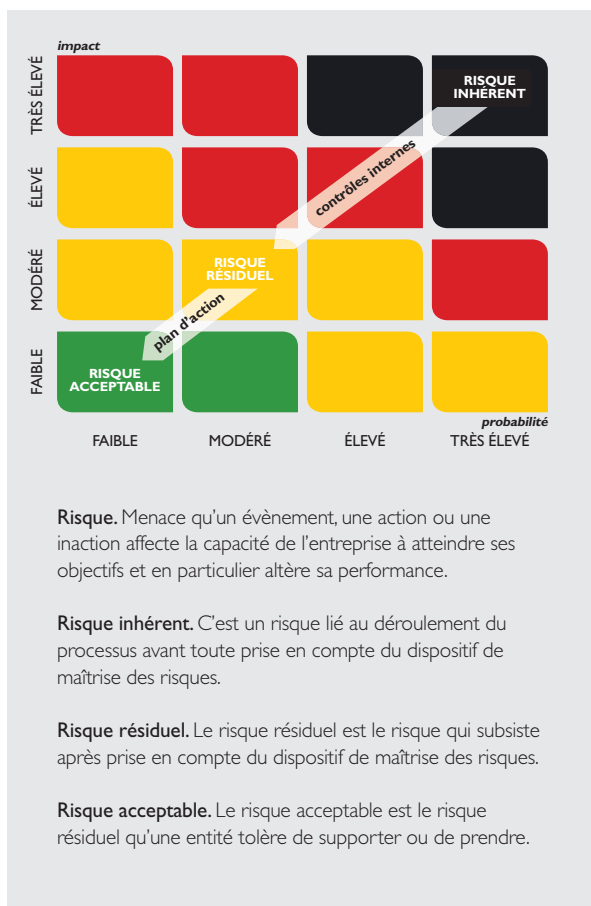 impact
TRÈS ÉLEVÉ
RISQUE
INHÉRENT
ÉLEVÉ
contrôles internes
MODÉRÉ
RISQUE
RÉSIDUEL
plan d’action
FAIBLE
RISQUE
ACCEPTABLE
probabilité
FAIBLE MODÉRÉ ÉLEVÉ TRÈS ÉLEVÉ
Risque. Menace qu’un évènement, une action ou une
inaction affecte la capacité de l’entreprise à atteindre ses
objectifs et en particulier altère sa performance.
Risque inhérent. C’est un risque lié au déroulement du
processus avant toute prise en compte du dispositif de
maîtrise des risques.
Risque résiduel. Le risque résiduel est le risque qui subsiste
après prise en compte du dispositif de maîtrise des risques.
Risque acceptable. Le risque acceptable est le risque
résiduel qu’une entité tolère de supporter ou de prendre.